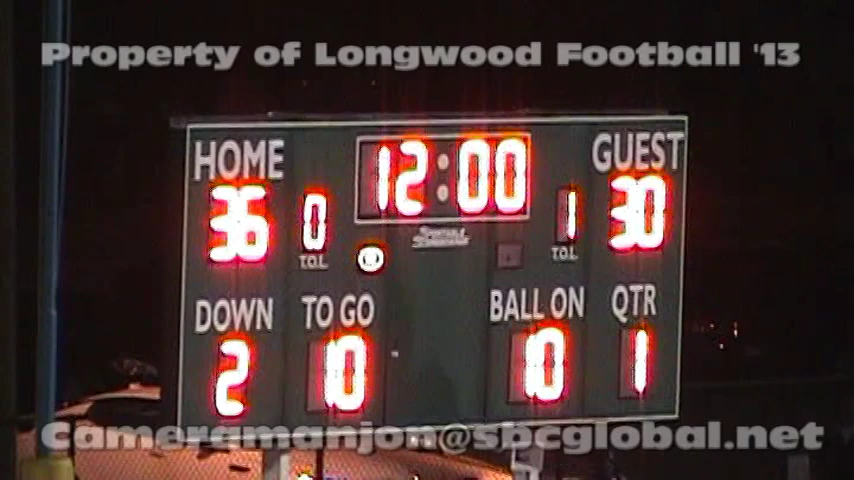 Property of Longwood Football '13
HOME 12:00 GUEST
36 0 1 30
T.O.L. T.O.L.
DOWN TO GO BALL ON QTR
2 10 10 1
Cameramanjon@sbcglobal.net